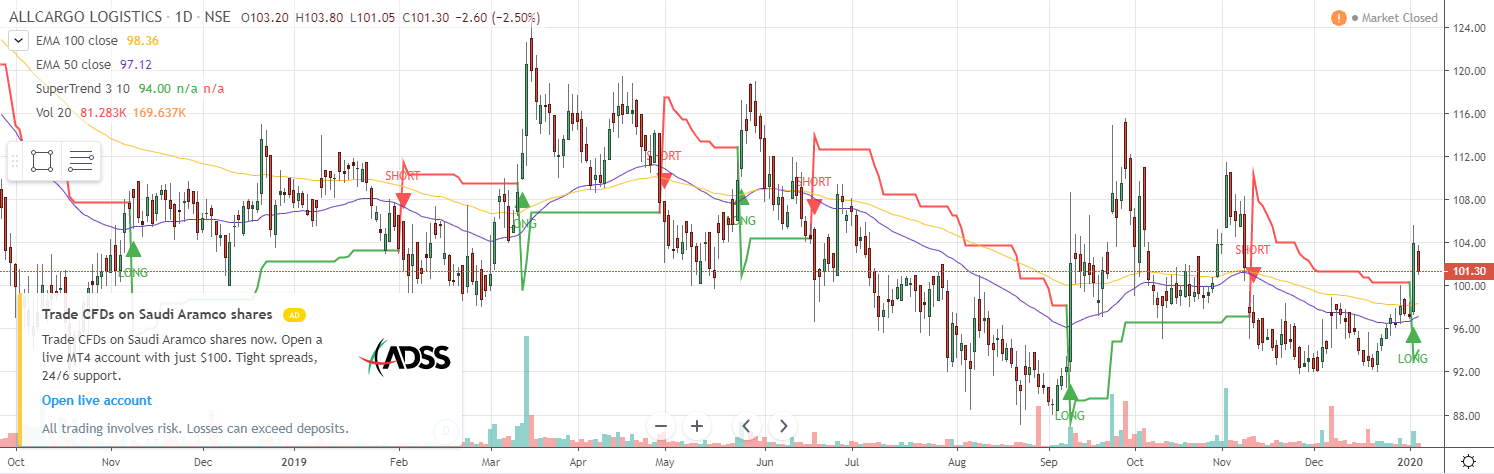 ALLCARGO LOGISTICS · 1D · NSE O103.20 H103.80 L101.05 C101.30 −2.60 (−2.50%)
! Market Closed
EMA 100 close 98.36
EMA 50 close 97.12
SuperTrend 3 10 94.00 n/a n/a
Vol 20 81.283K 169.637K
124.00
120.00
116.00
112.00
108.00
104.00
101.30
100.00
96.00
92.00
88.00
LONG
SHORT
LONG
SHORT
LONG
SHORT
LONG
SHORT
LONG
Trade CFDs on Saudi Aramco shares AD
Trade CFDs on Saudi Aramco shares now. Open a
live MT4 account with just $100. Tight spreads,
24/6 support.
ADSS
Open live account
All trading involves risk. Losses can exceed deposits.
Oct Nov Dec 2019 Feb Mar Apr May Jun Jul Aug Sep Oct Nov Dec 2020